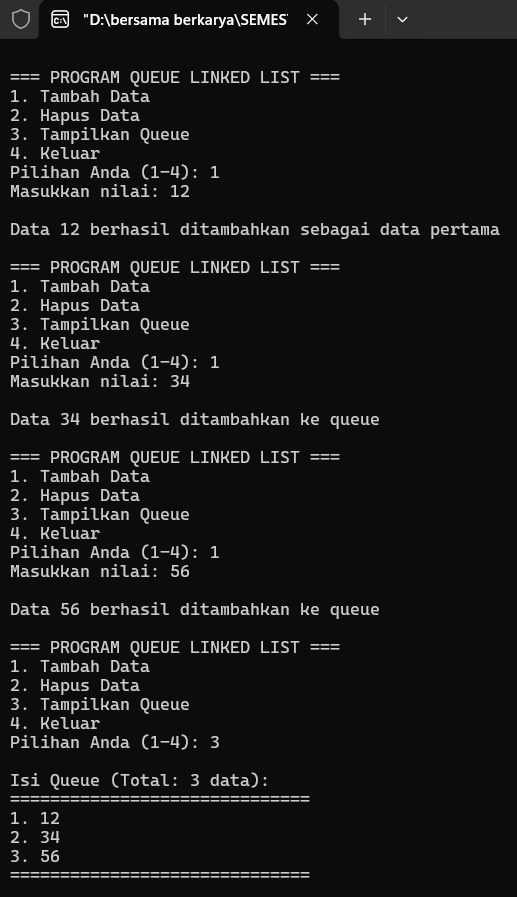 "D:\bersama berkarya\SEMES
=== PROGRAM QUEUE LINKED LIST ===
1. Tambah Data
2. Hapus Data
3. Tampilkan Queue
4. Keluar
Pilihan Anda (1-4): 1
Masukkan nilai: 12
Data 12 berhasil ditambahkan sebagai data pertama
=== PROGRAM QUEUE LINKED LIST ===
1. Tambah Data
2. Hapus Data
3. Tampilkan Queue
4. Keluar
Pilihan Anda (1-4): 1
Masukkan nilai: 34
Data 34 berhasil ditambahkan ke queue
=== PROGRAM QUEUE LINKED LIST ===
1. Tambah Data
2. Hapus Data
3. Tampilkan Queue
4. Keluar
Pilihan Anda (1-4): 1
Masukkan nilai: 56
Data 56 berhasil ditambahkan ke queue
=== PROGRAM QUEUE LINKED LIST ===
1. Tambah Data
2. Hapus Data
3. Tampilkan Queue
4. Keluar
Pilihan Anda (1-4): 3
Isi Queue (Total: 3 data):
==============================
1. 12
2. 34
3. 56
==============================